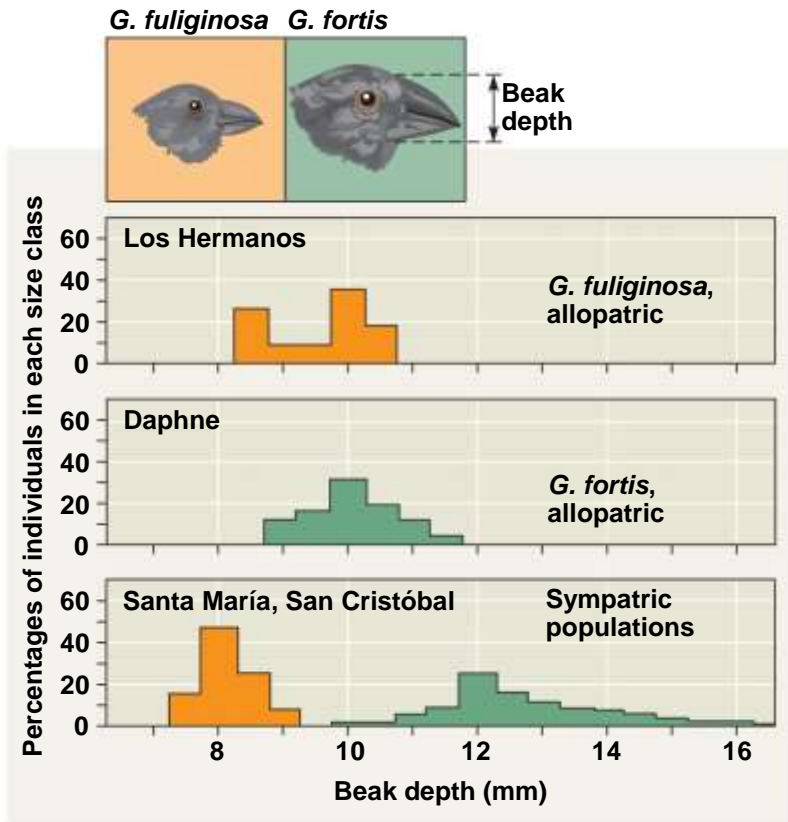 G. fuliginosa G. fortis
Beak
depth
Percentages of individuals in each size class
60
40
20
0
Los Hermanos
G. fuliginosa,
allopatric
60
40
20
0
Daphne
G. fortis,
allopatric
60
40
20
0
Santa María, San Cristóbal
Sympatric
populations
8 10 12 14 16
Beak depth (mm)